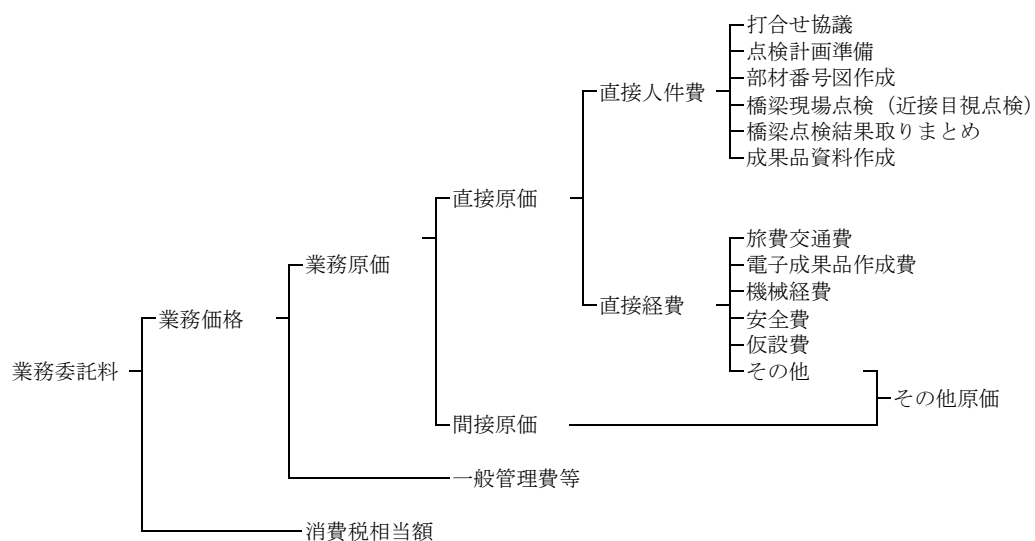 打合せ協議
点検計画準備
部材番号図作成
直接人件費
橋梁現場点検（近接目視点検）
橋梁点検結果取りまとめ
成果品資料作成
直接原価
旅費交通費
業務原価
電子成果品作成費
機械経費
直接経費
業務価格
安全費
仮設費
業務委託料
その他
その他原価
間接原価
一般管理費等
消費税相当額